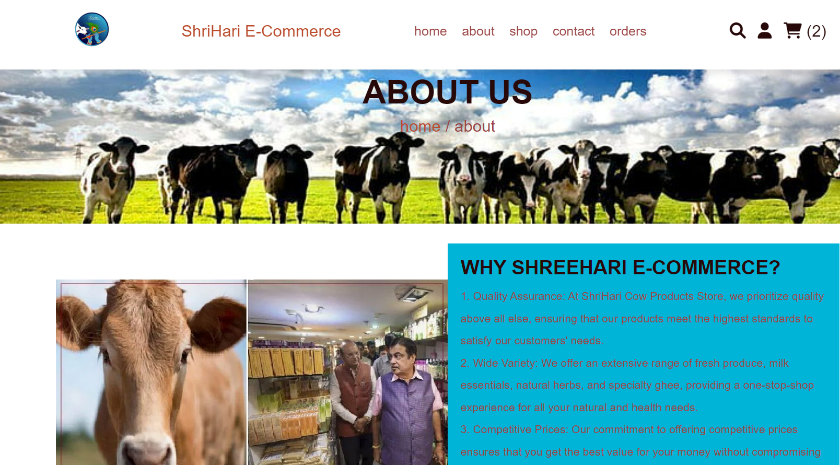 ShriHari E-Commerce
home about shop contact orders
(2)
ABOUT US
home / about
WHY SHREEHARI E-COMMERCE?
1. Quality Assurance: At ShriHari Cow Products Store, we prioritize quality
above all else, ensuring that our products meet the highest standards to
satisfy our customers' needs.
2. Wide Variety: We offer an extensive range of fresh produce, milk
essentials, natural herbs, and specialty ghee, providing a one-stop-shop
experience for all your natural and health needs.
3. Competitive Prices: Our commitment to offering competitive prices
ensures that you get the best value for your money without compromising